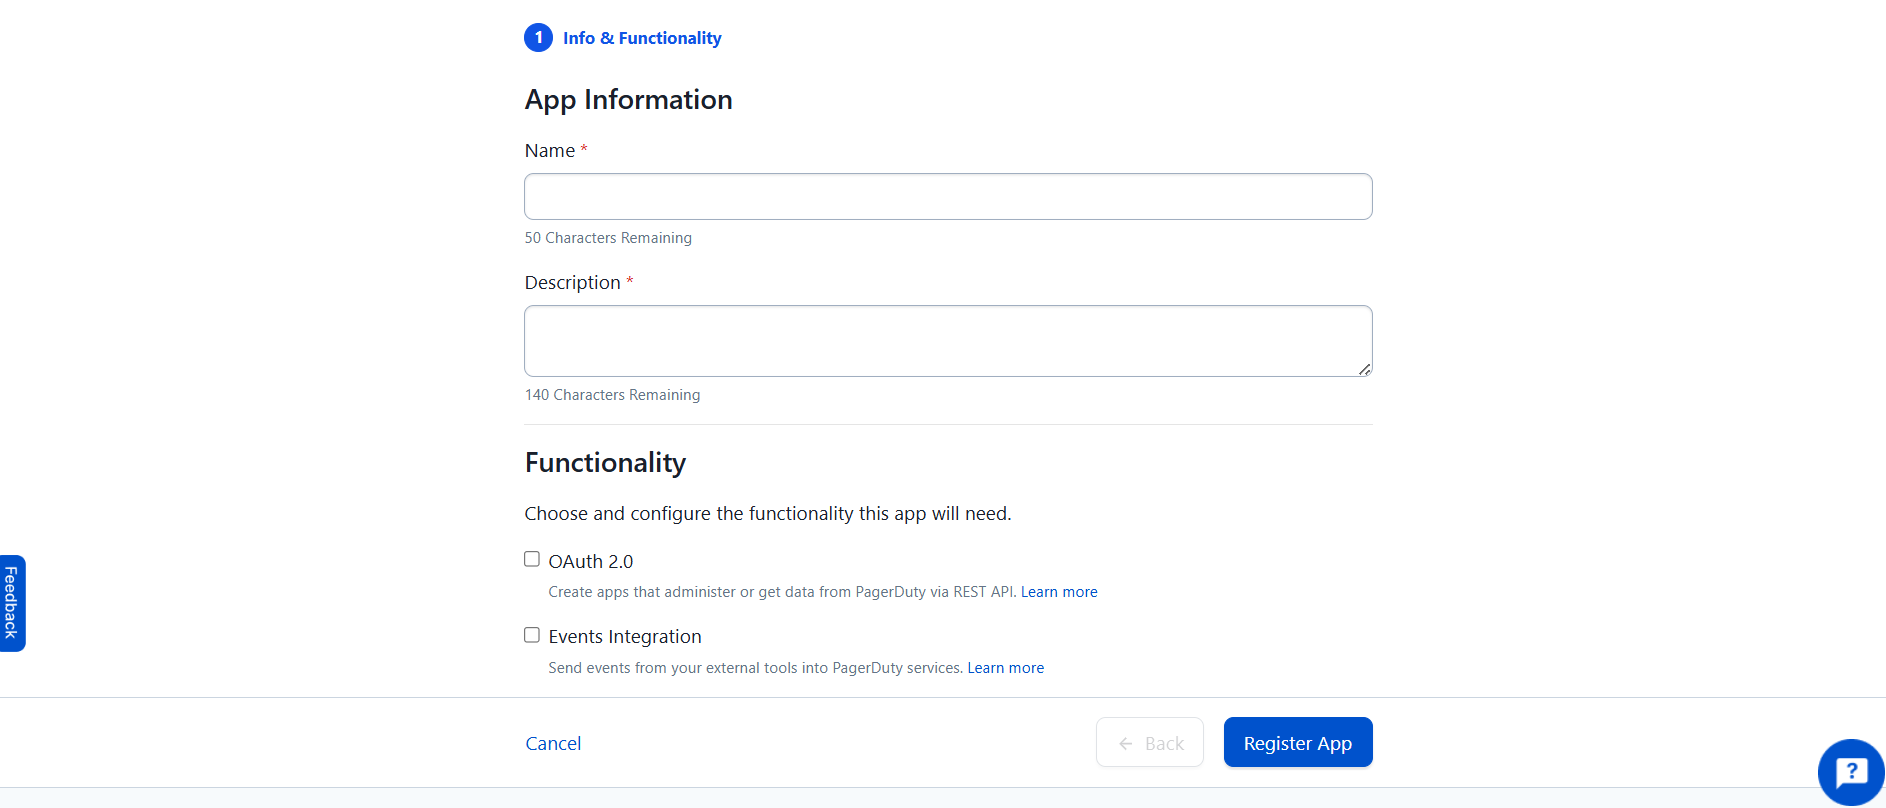 1 Info & Functionality
App Information
Name *
50 Characters Remaining
Description *
140 Characters Remaining
Functionality
Choose and configure the functionality this app will need.
OAuth 2.0
Create apps that administer or get data from PagerDuty via REST API. Learn more
Events Integration
Send events from your external tools into PagerDuty services. Learn more
Feedback
Cancel
← Back
Register App
?